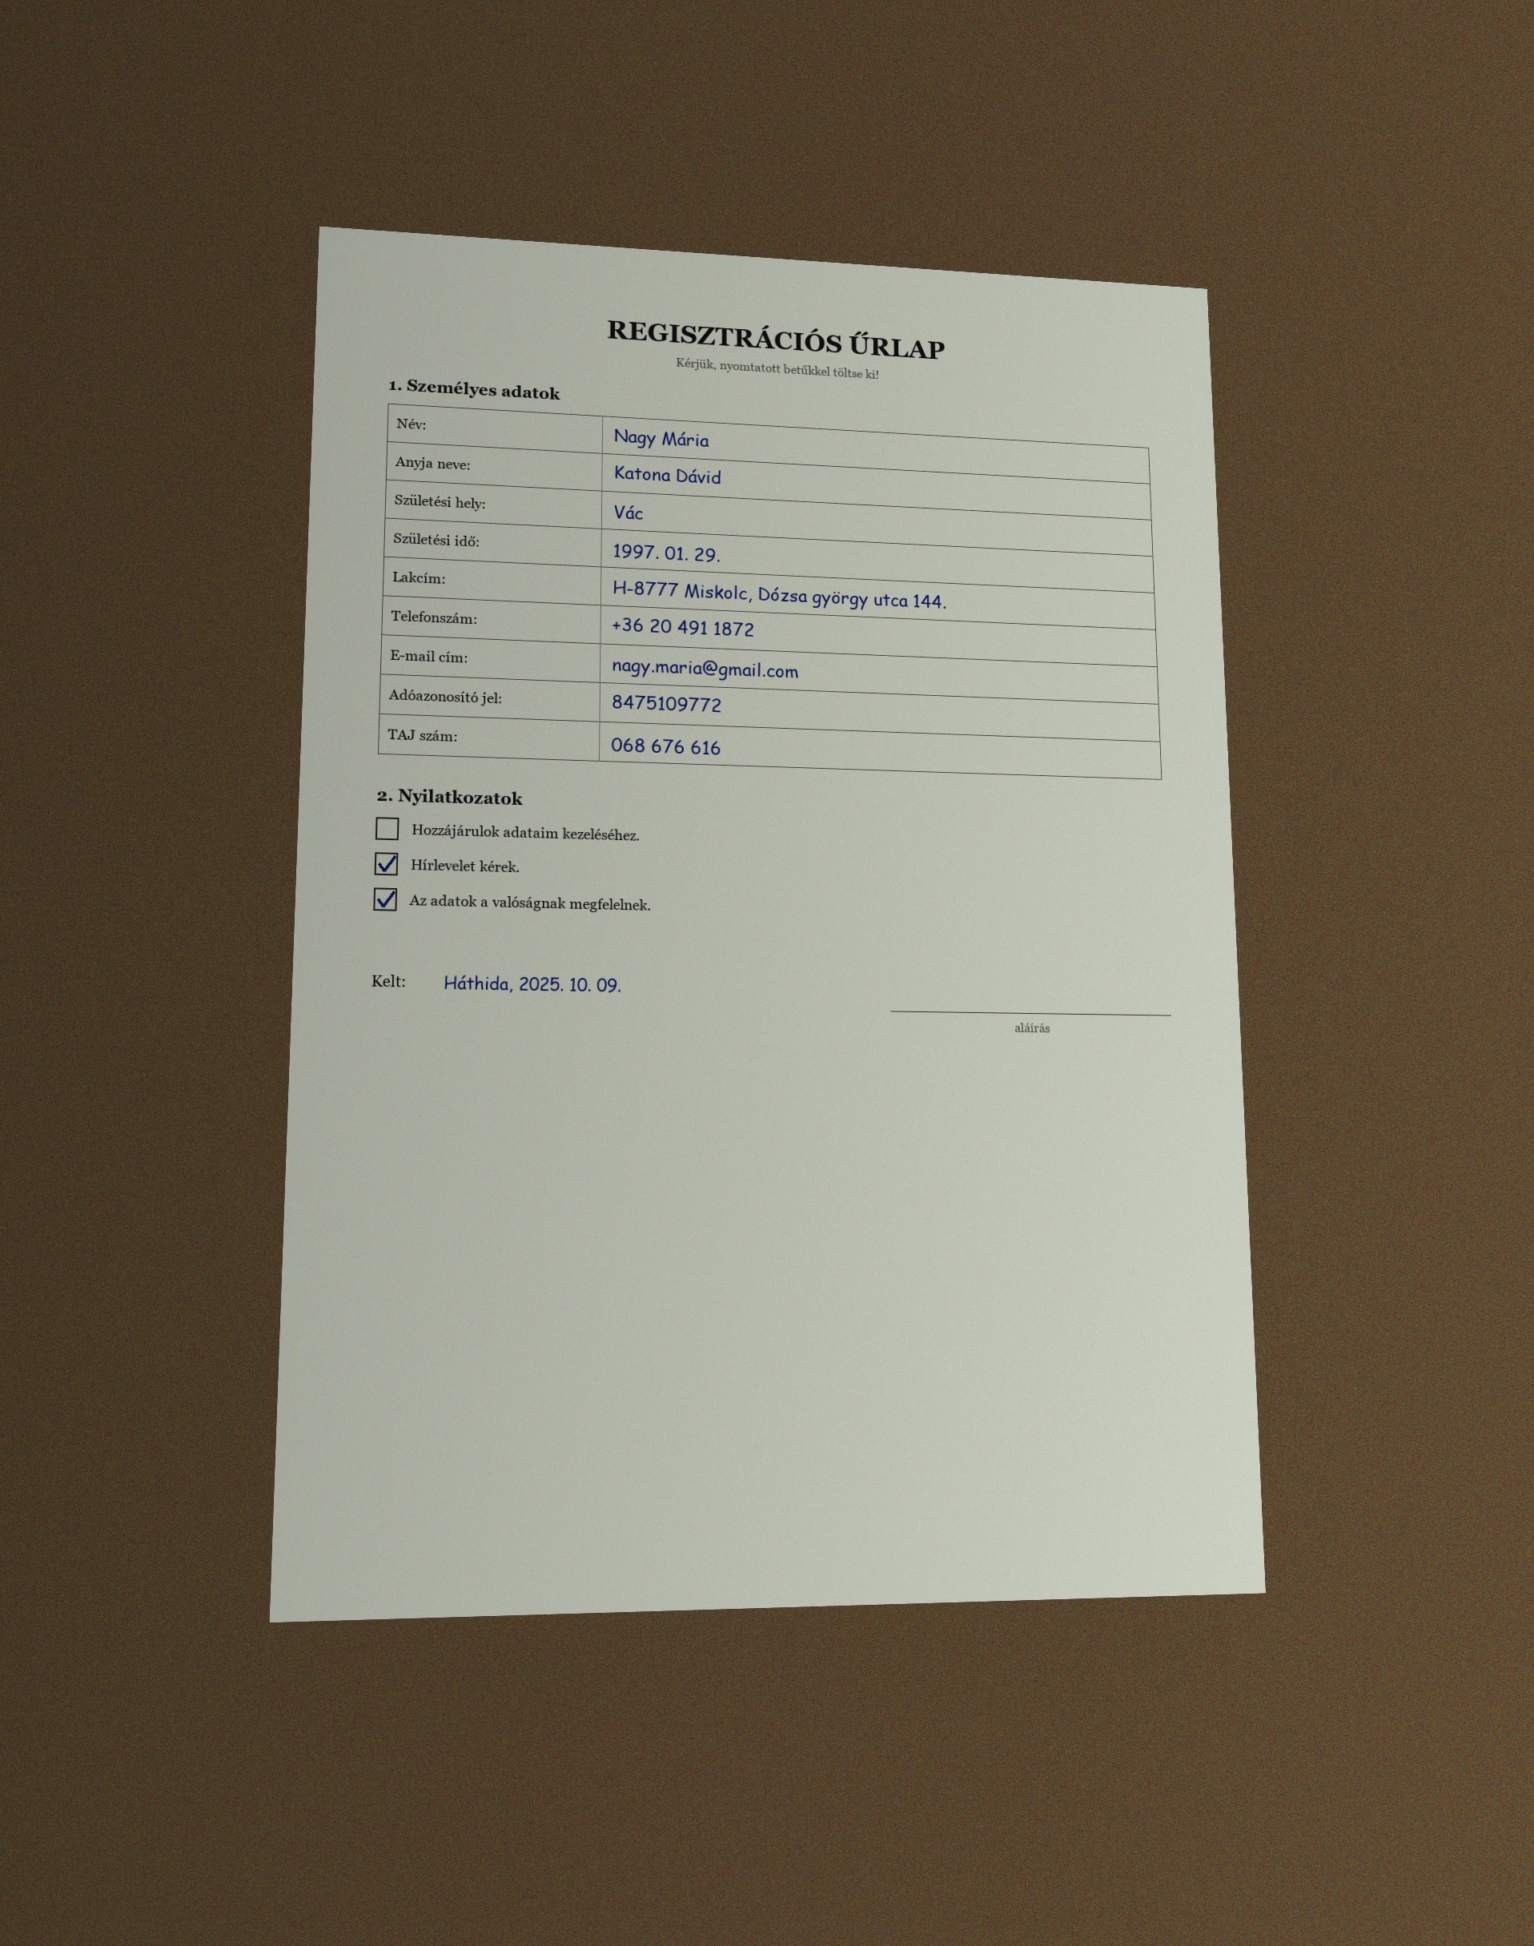 REGISZTRÁCIÓS ŰRLAP
Kérjük, nyomtatott betűkkel töltse ki!
1. Személyes adatok
Név: Nagy Mária
Anyja neve: Katona Dávid
Születési hely: Vác
Születési idő: 1997. 01. 29.
Lakcím: H-8777 Miskolc, Dózsa györgy utca 144.
Telefonszám: +36 20 491 1872
E-mail cím: nagy.maria@gmail.com
Adóazonosító jel: 8475109772
TAJ szám: 068 676 616
2. Nyilatkozatok
Hozzájárulok adataim kezeléséhez.
Hírlevelet kérek.
Az adatok a valóságnak megfelelnek.
Kelt: Háthida, 2025. 10. 09.
aláírás